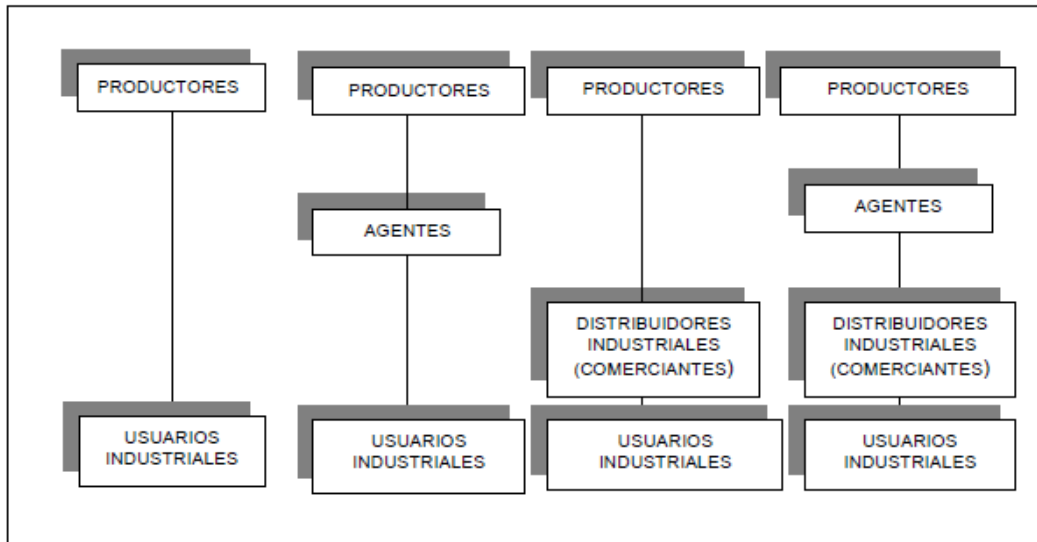 PRODUCTORES
USUARIOS
INDUSTRIALES
PRODUCTORES
AGENTES
USUARIOS
INDUSTRIALES
PRODUCTORES
DISTRIBUIDORES
INDUSTRIALES
(COMERCIANTES)
USUARIOS
INDUSTRIALES
PRODUCTORES
AGENTES
DISTRIBUIDORES
INDUSTRIALES
(COMERCIANTES)
USUARIOS
INDUSTRIALES